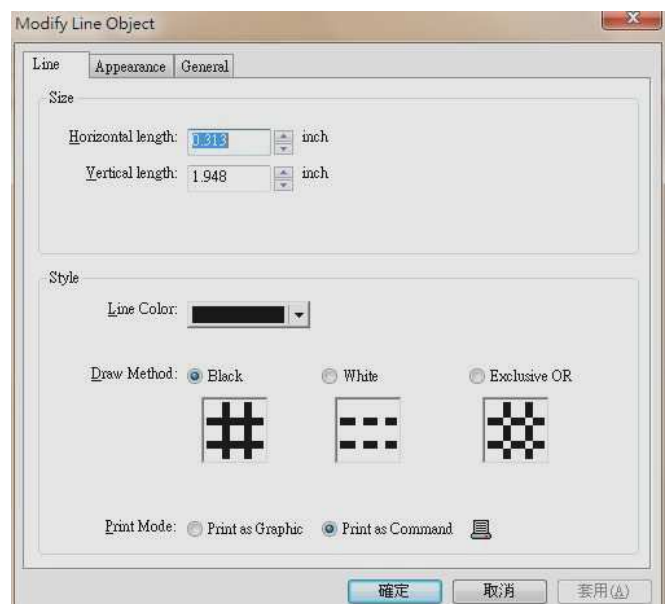 Modify Line Object
Line Appearance General
Size
Horizontal length: 0.313 inch
Vertical length: 1.948 inch
Style
Line Color:
Draw Method: Black White Exclusive OR
Print Mode: Print as Graphic Print as Command
確定 取消 套用(A)